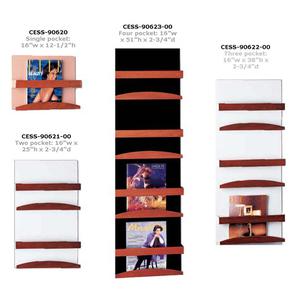 CESS-90620
Single pocket:
16"w x 12-1/2"h
CESS-90623-00
Four pocket: 16"w
x 51"h x 2-3/4"d
CESS-90622-00
Three pocket:
16"w x 38"h x
2-3/4"d
CESS-90621-00
Two pocket: 16"w x
25"h x 2-3/4"d